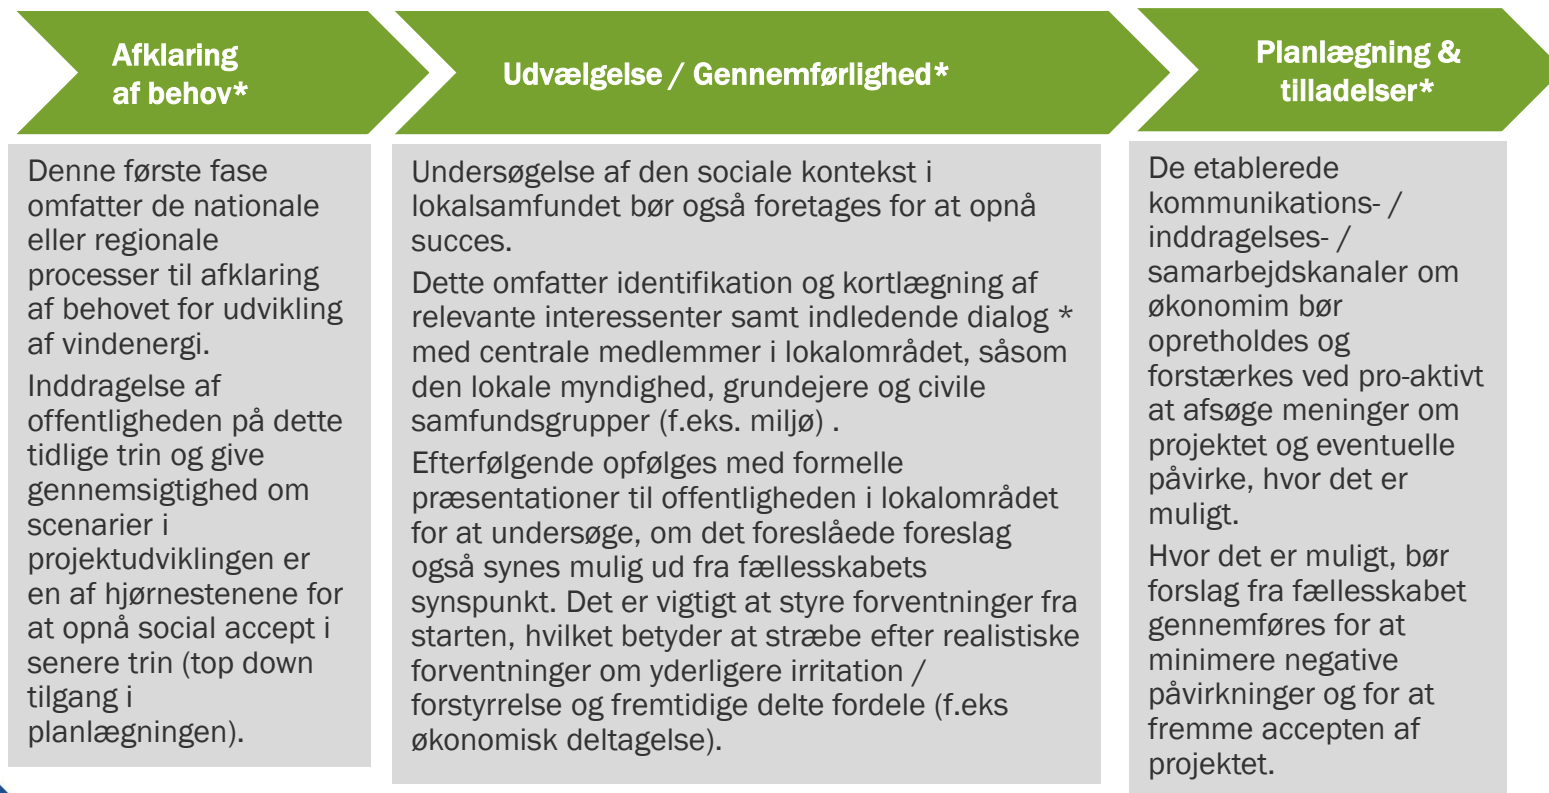 Afklaring
af behov*
Denne første fase
omfatter de nationale
eller regionale
processer til afklaring
af behovet for udvikling
af vindenergi.
Inddragelse af
offentligheden på dette
tidlige trin og give
gennemsigtighed om
scenarier i
projektudviklingen er
en af hjørnestenene for
at opnå social accept i
senere trin (top down
tilgang i
planlægningen).
Udvælgelse / Gennemførlighed*
Undersøgelse af den sociale kontekst i
lokalsamfundet bør også foretages for at opnå
succes.
Dette omfatter identifikation og kortlægning af
relevante interessenter samt indledende dialog *
med centrale medlemmer i lokalområdet, såsom
den lokale myndighed, grundejere og civile
samfundsgrupper (f.eks. miljø) .
Efterfølgende opfølges med formelle
præsentationer til offentligheden i lokalområdet
for at undersøge, om det foreslåede foreslag
også synes mulig ud fra fællesskabets
synspunkt. Det er vigtigt at styre forventninger fra
starten, hvilket betyder at stræbe efter realistiske
forventninger om yderligere irritation /
forstyrrelse og fremtidige delte fordele (f.eks
økonomisk deltagelse).
Planlægning &
tilladelser*
De etablerede
kommunikations- /
inddragelses- /
samarbejdskanaler om
økonomim bør
opretholdes og
forstærkes ved pro-aktivt
at afsøge meninger om
projektet og eventuelle
påvirke, hvor det er
muligt.
Hvor det er muligt, bør
forslag fra fællesskabet
gennemføres for at
minimere negative
påvirkninger og for at
fremme accepten af
projektet.